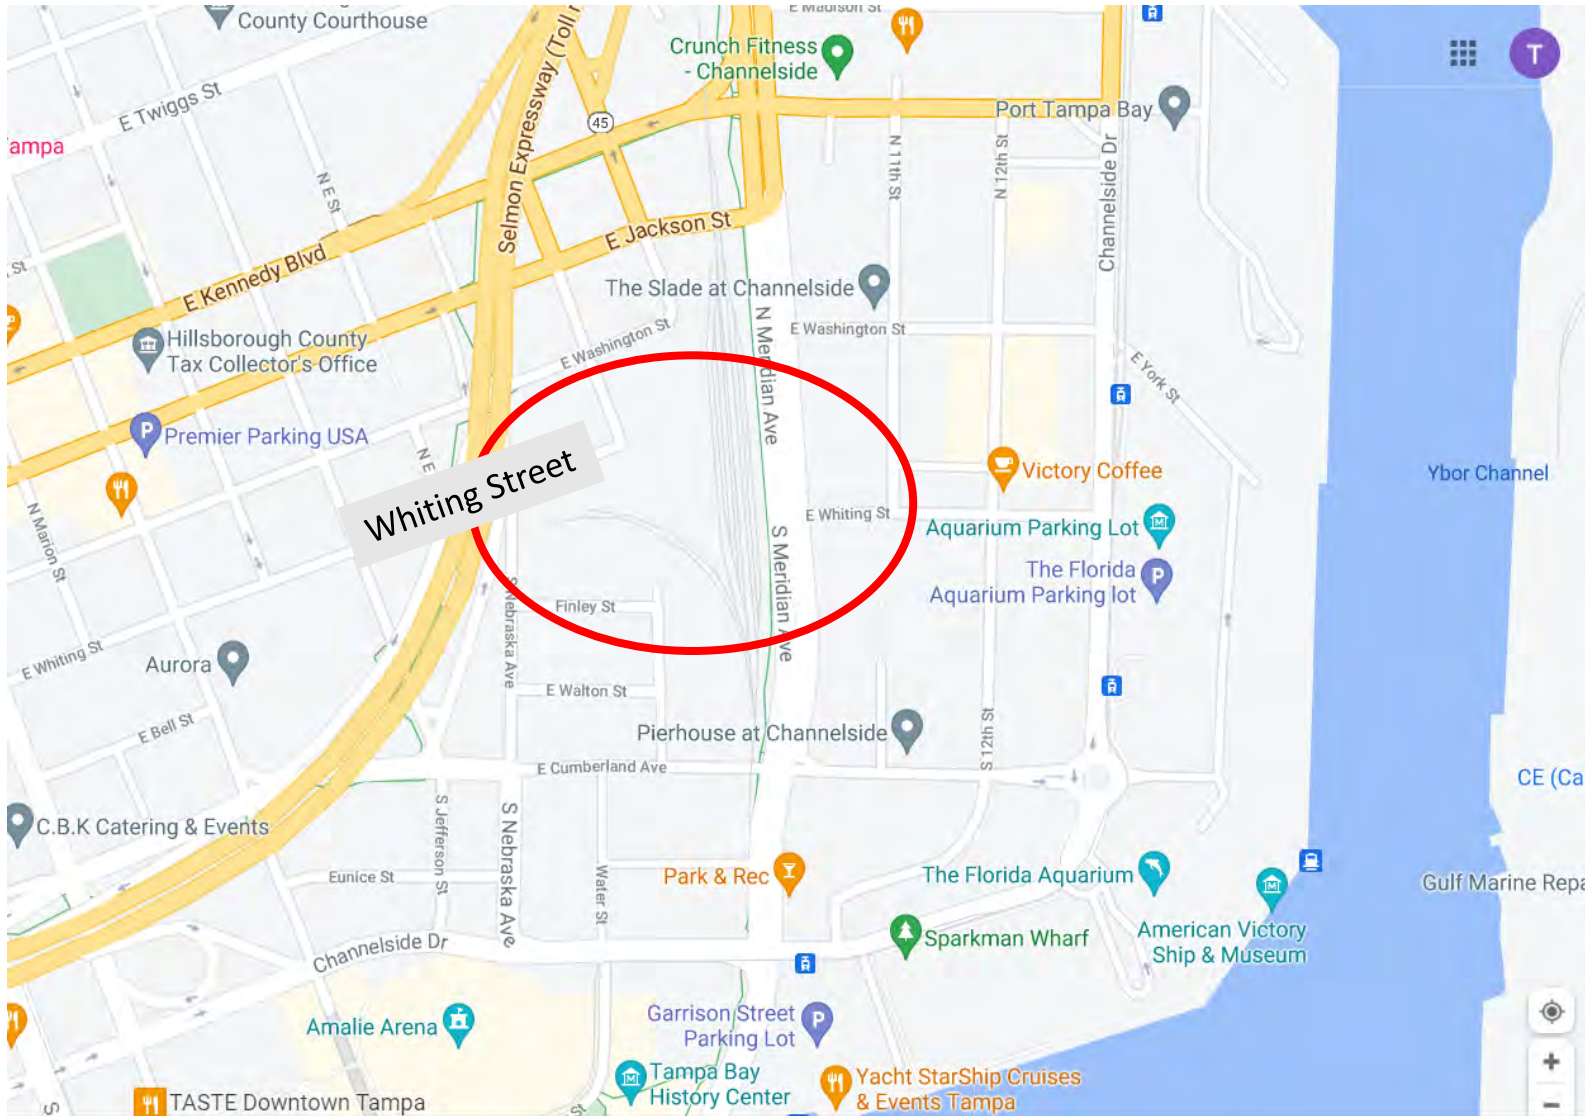 County Courthouse
E Madison St
Crunch Fitness
- Channelside
E Twiggs St
Selmon Expressway (Toll r
45
Port Tampa Bay
T
ampa
N E St
N 11th St
N 12th St
Channelside Dr
E Jackson St
St
E Kennedy Blvd
The Slade at Channelside
N Meridian Ave
E Washington St
E Washington St
Hillsborough County
Tax Collector's Office
E York St
P
Premier Parking USA
N E
Whiting Street
Victory Coffee
Ybor Channel
N Marion St
E Whiting St
S Meridian Ave
Aquarium Parking Lot
The Florida
Aquarium Parking lot
P
S Nebraska Ave
Finley St
E Whiting St
Aurora
E Walton St
E Bell St
Pierhouse at Channelside
S 12th St
E Cumberland Ave
CE (Ca
C.B.K Catering & Events
S Jefferson St
S Nebraska Ave
Water St
Eunice St
Park & Rec
The Florida Aquarium
Gulf Marine Repa
American Victory
Ship & Museum
Sparkman Wharf
Channelside Dr
Amalie Arena
Garrison Street
Parking Lot
P
Tampa Bay
History Center
Yacht StarShip Cruises
& Events Tampa
TASTE Downtown Tampa
S
St